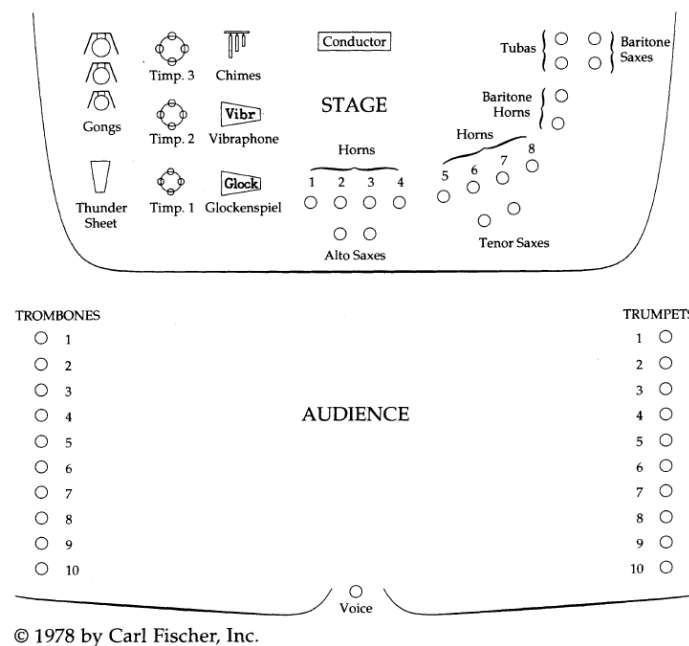 Conductor
Tubas
Baritone
Saxes
Timp. 3
Chimes
STAGE
Baritone
Horns
Gongs
Timp. 2
Vibr
Vibraphone
Horns
Horns
1 2 3 4
5 6 7 8
Thunder
Sheet
Timp. 1
Glock
Glockenspiel
Alto Saxes
Tenor Saxes
TROMBONES
1
2
3
4
5
6
7
8
9
10
AUDIENCE
TRUMPETS
1
2
3
4
5
6
7
8
9
10
Voice
© 1978 by Carl Fischer, Inc.